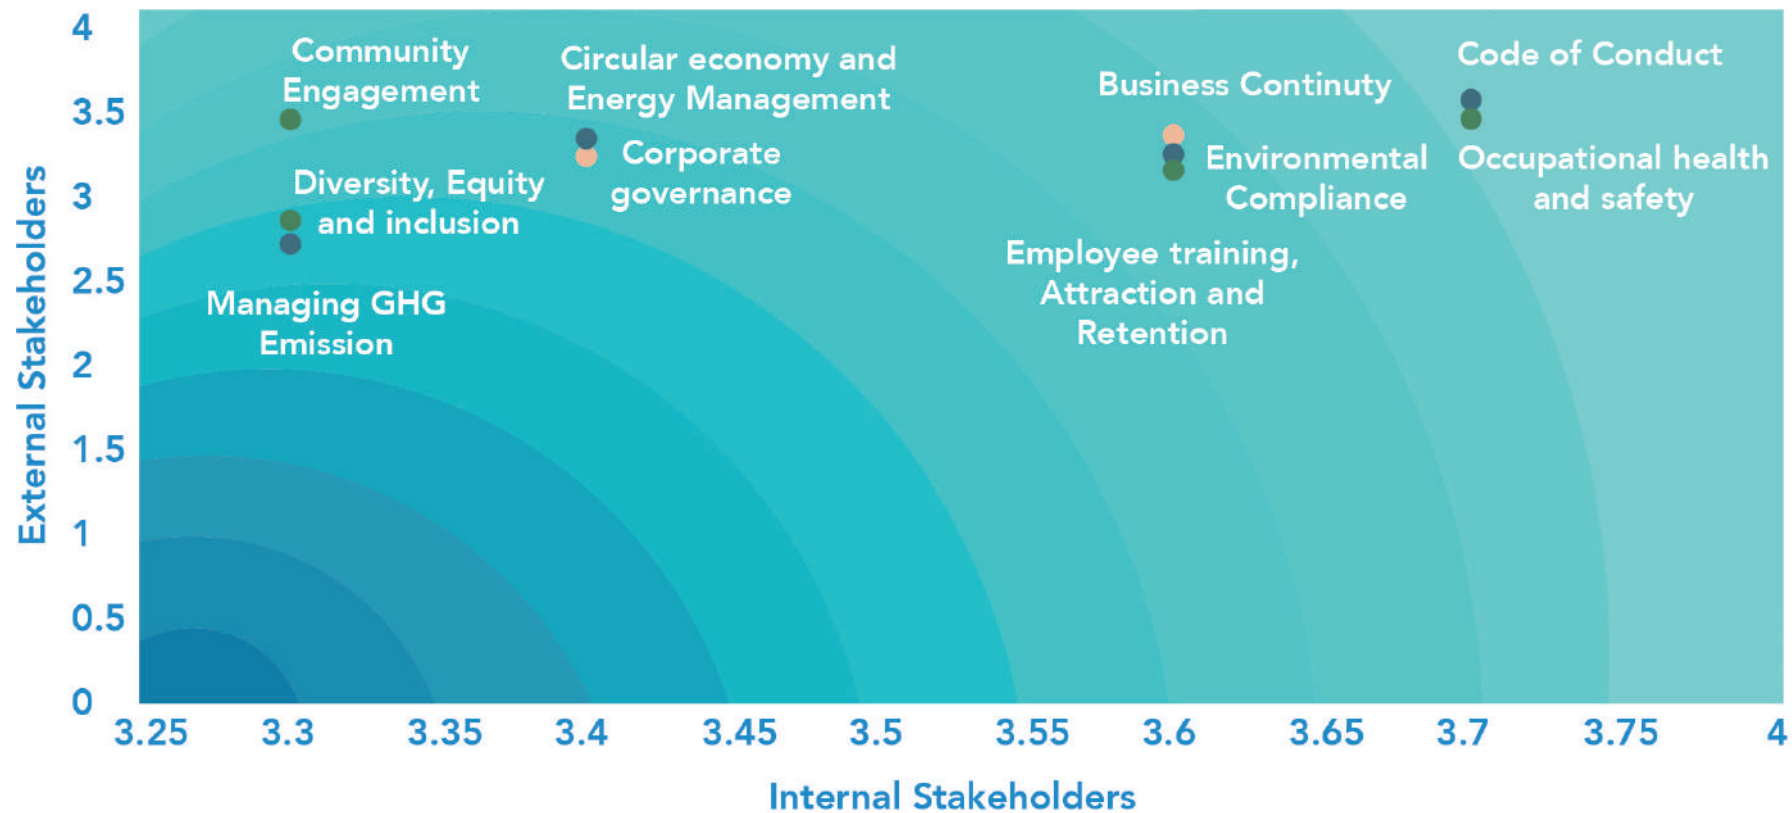 4
3.5
3
2.5
2
1.5
1
0.5
0
External Stakeholders
Community
Engagement
Diversity, Equity
and inclusion
Managing GHG
Emission
Circular economy and
Energy Management
Corporate
governance
Business Continuty
Environmental
Compliance
Employee training,
Attraction and
Retention
Code of Conduct
Occupational health
and safety
3.25 3.3 3.35 3.4 3.45 3.5 3.55 3.6 3.65 3.7 3.75 4
Internal Stakeholders